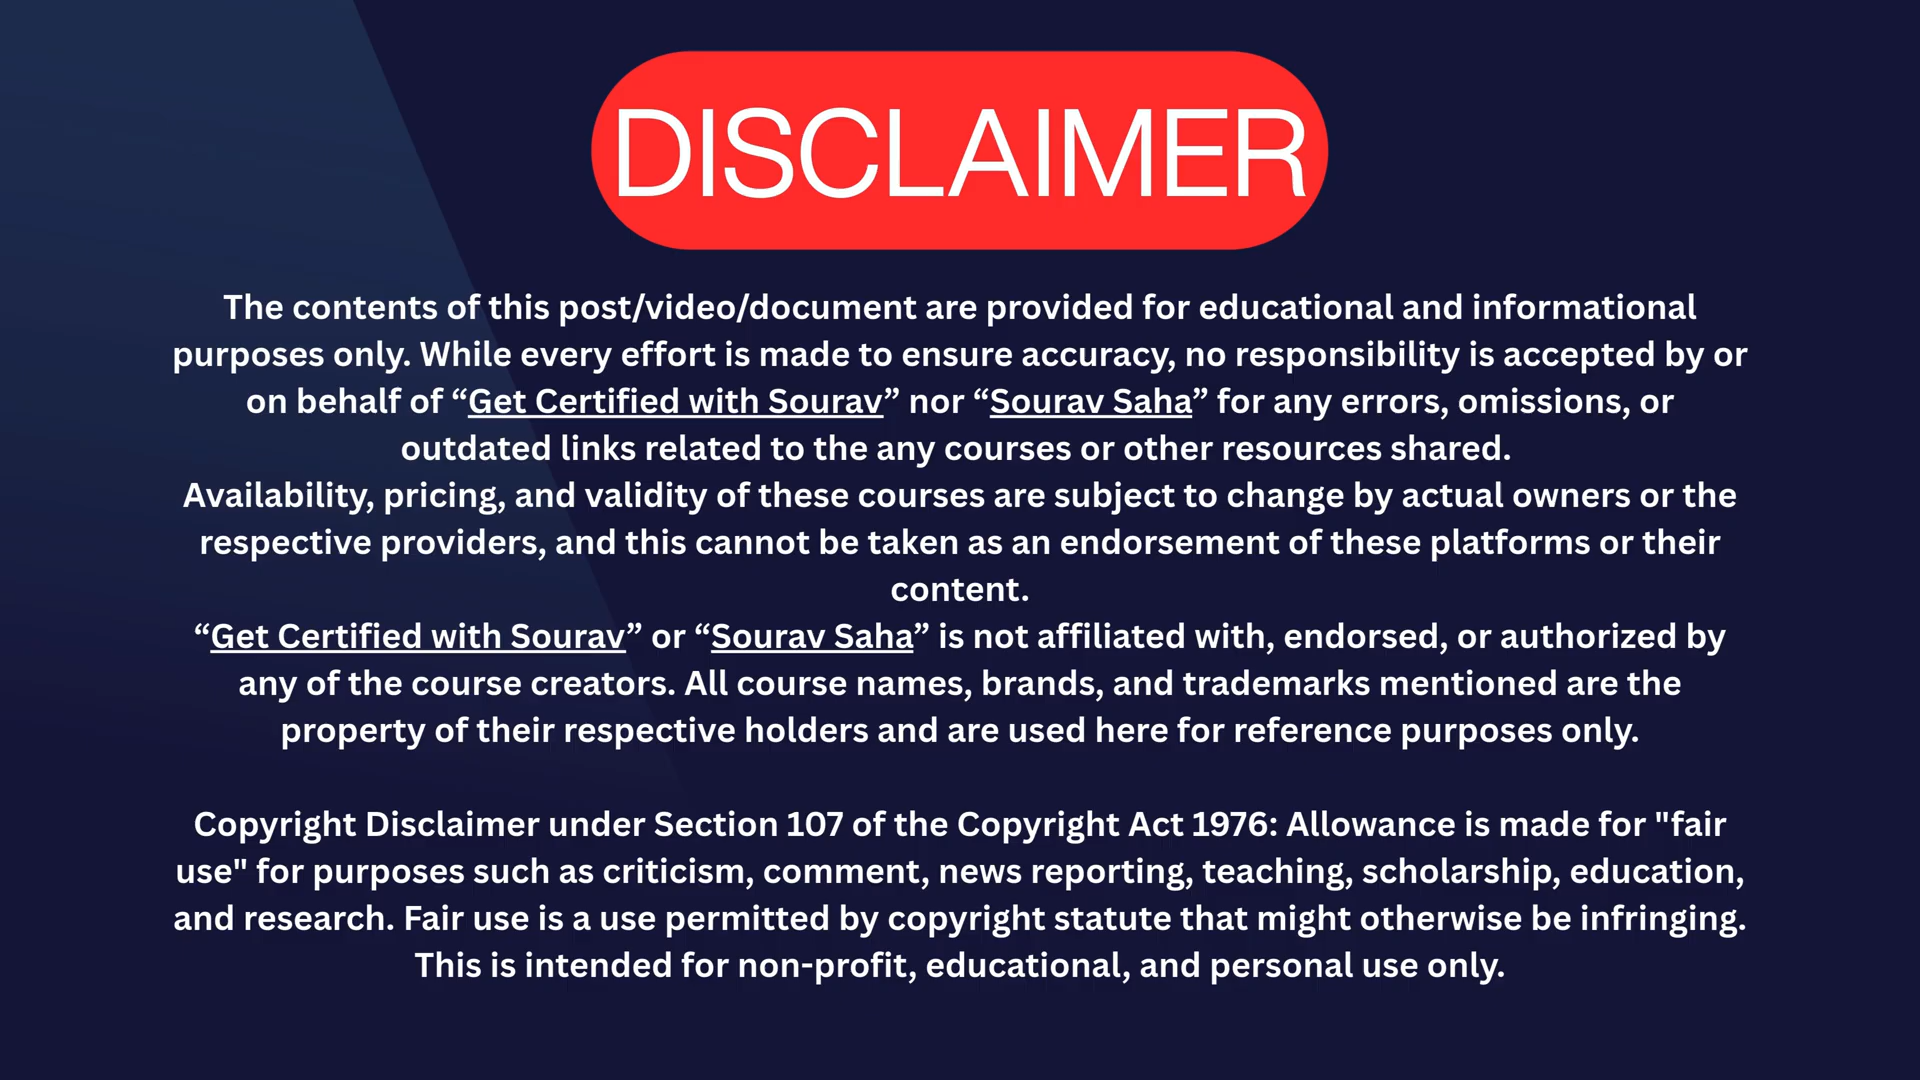 DISCLAIMER
The contents of this post/video/document are provided for educational and informational
purposes only. While every effort is made to ensure accuracy, no responsibility is accepted by or
on behalf of “Get Certified with Sourav” nor “Sourav Saha” for any errors, omissions, or
outdated links related to the any courses or other resources shared.
Availability, pricing, and validity of these courses are subject to change by actual owners or the
respective providers, and this cannot be taken as an endorsement of these platforms or their
content.
“Get Certified with Sourav” or “Sourav Saha” is not affiliated with, endorsed, or authorized by
any of the course creators. All course names, brands, and trademarks mentioned are the
property of their respective holders and are used here for reference purposes only.
Copyright Disclaimer under Section 107 of the Copyright Act 1976: Allowance is made for "fair
use" for purposes such as criticism, comment, news reporting, teaching, scholarship, education,
and research. Fair use is a use permitted by copyright statute that might otherwise be infringing.
This is intended for non-profit, educational, and personal use only.